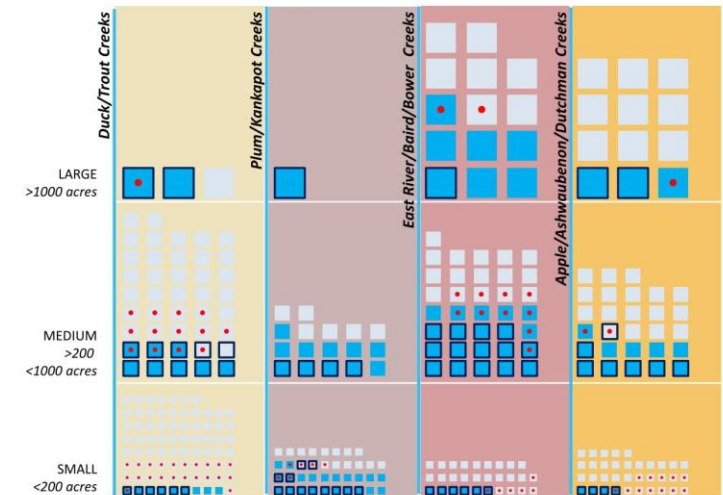 Duck/Trout Creeks
Plum/Kankapot Creeks
East River/Baird/Bower Creeks
Apple/Ashwaubenon/Dutchman Creeks
LARGE
>1000 acres
MEDIUM
>200
<1000 acres
SMALL
<200 acres